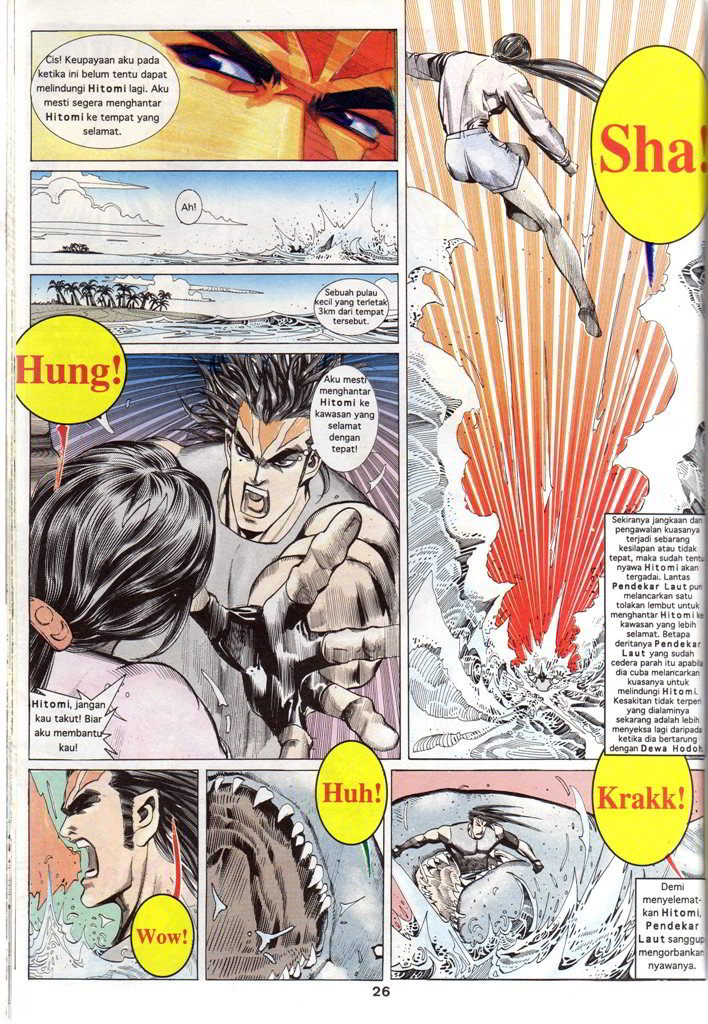 Cis! Keupayaan aku pada
ketika ini belum tentu dapat
melindungi Hitomi lagi. Aku
mesti segera menghantar
Hitomi ke tempat yang
selamat.
Ah!
Sebuah pulau
kecil yang terletak
3km dari tempat
tersebut.
Hung!
Aku mesti
menghantar
Hitomi ke
kawasan yang
selamat
dengan
tepat!
Hitomi, jangan
kau takut! Biar
aku membantu
kau!
Sha!
Sekiranya jangkaan dan
pengawalan kuasanya
terjadi sebarang
kesilapan atau tidak
tepat, maka sudah tentu
nyawa Hitomi akan
tergadai. Lantas
Pendekar Laut pun
melancarkan satu
tolakan lembut untuk
menghantar Hitomi ke
kawasan yang lebih
selamat. Betapa
deritanya Pendekar
Laut yang sudah
cedera parah itu apabila
dia cuba melancarkan
kuasanya untuk
melindungi Hitomi.
Kesakitan tidak terperi
yang dialaminya
sekarang adalah lebih
menyeksa lagi daripada
ketika dia bertarung
dengan Dewa Hodoh.
Wow!
Huh!
Krakk!
Demi
menyelemat-
kan Hitomi,
Pendekar
Laut sanggup
mengorbankan
nyawanya.
26